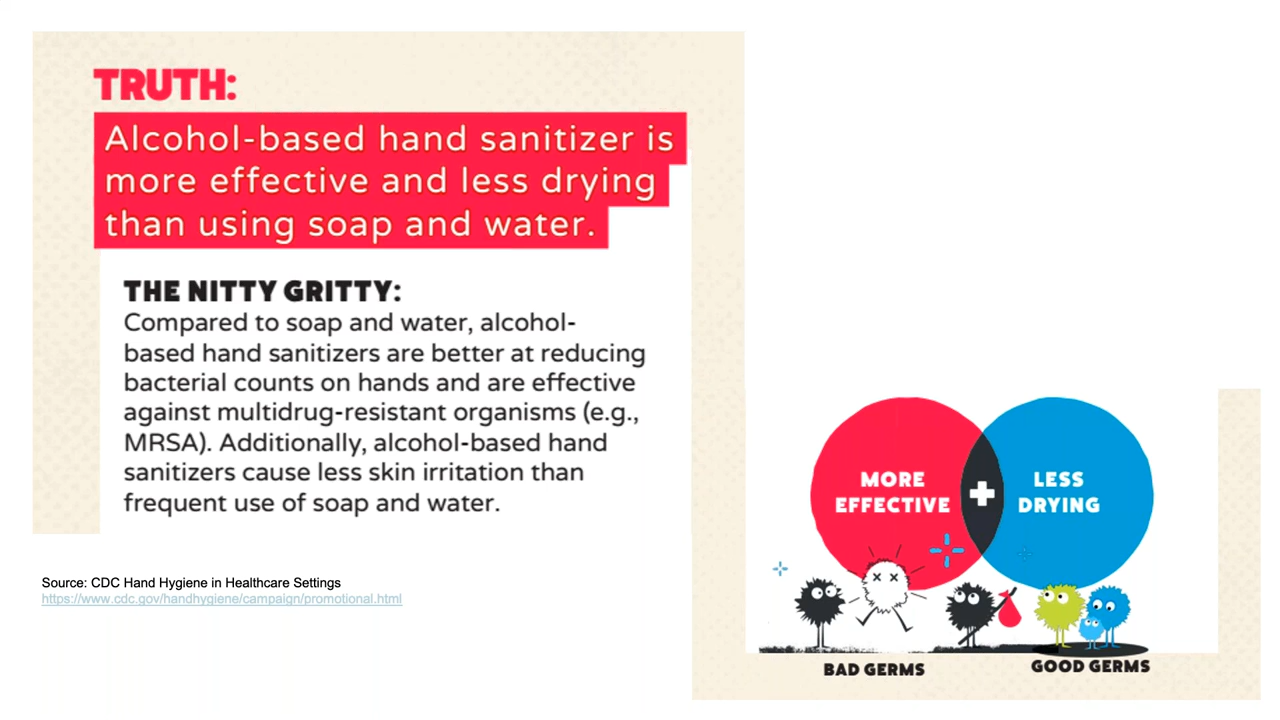 TRUTH:
Alcohol-based hand sanitizer is
more effective and less drying
than using soap and water.
THE NITTY GRITTY:
Compared to soap and water, alcohol-
based hand sanitizers are better at reducing
bacterial counts on hands and are effective
against multidrug-resistant organisms (e.g.,
MRSA). Additionally, alcohol-based hand
sanitizers cause less skin irritation than
frequent use of soap and water.
Source: CDC Hand Hygiene in Healthcare Settings
https://www.cdc.gov/handhygiene/campaign/promotional.html
MORE
EFFECTIVE
+
LESS
DRYING
BAD GERMS
GOOD GERMS